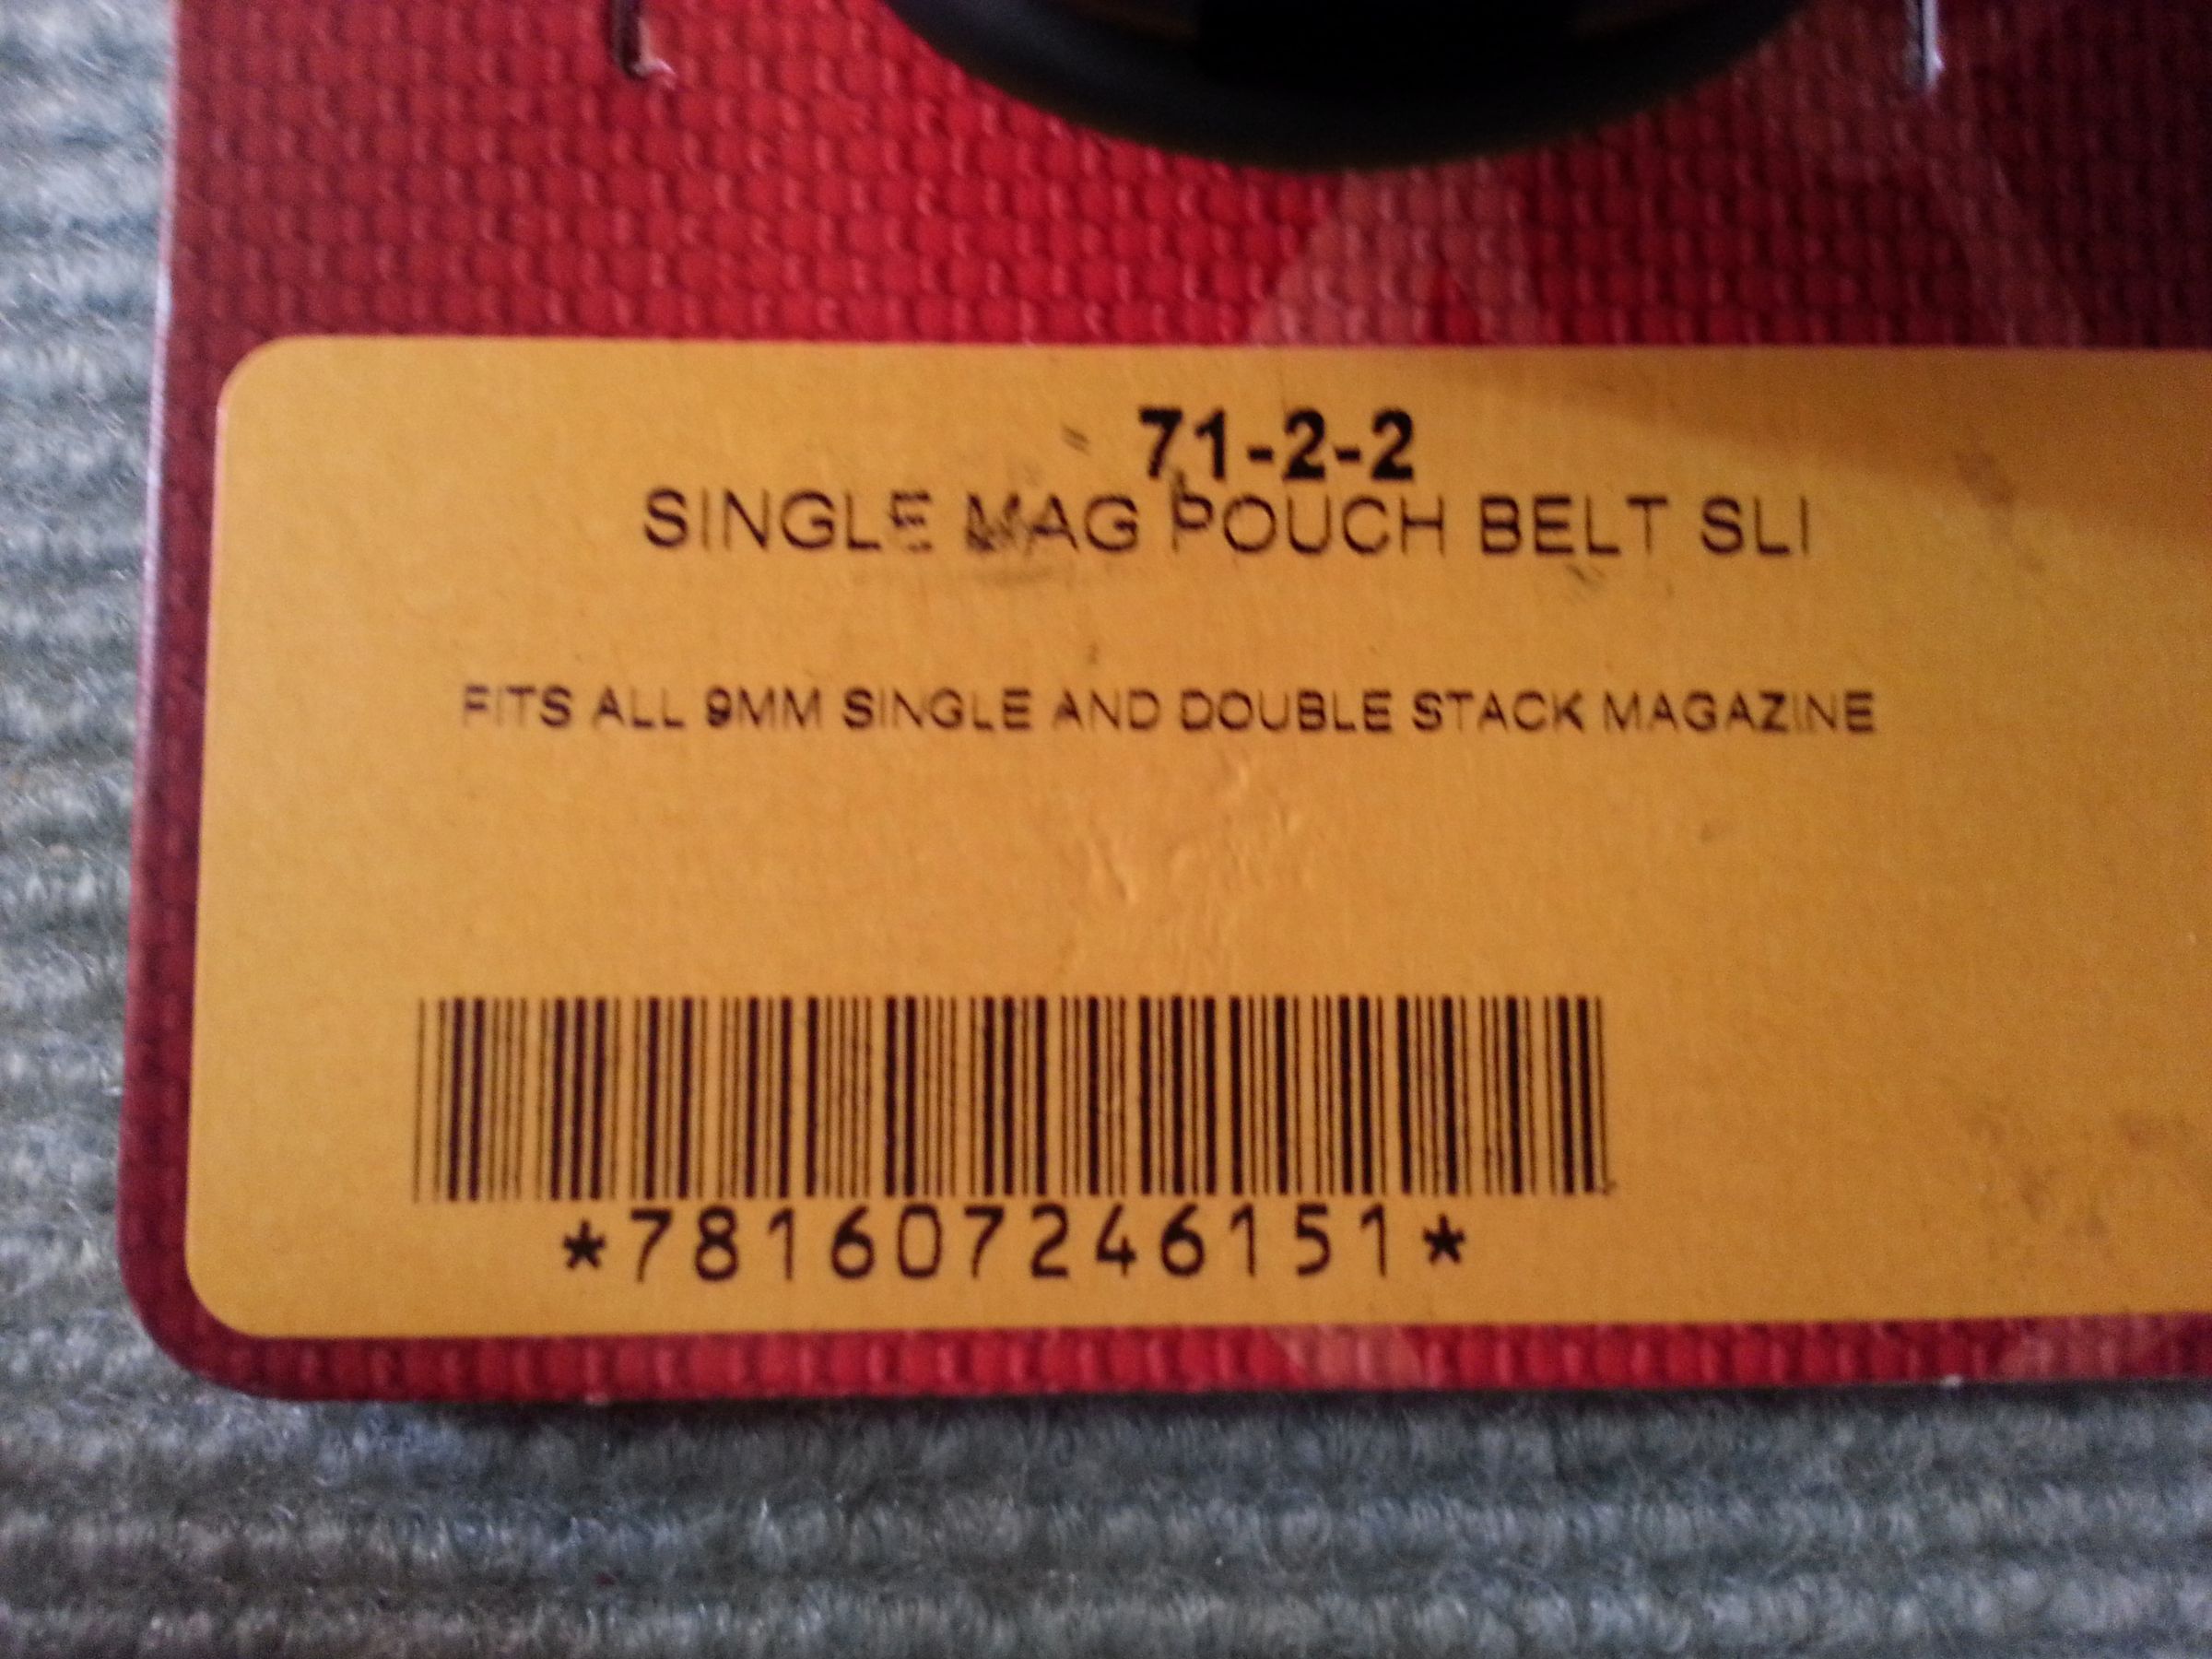 71-2-2
SINGLE MAG POUCH BELT SLI
FITS ALL 9MM SINGLE AND DOUBLE STACK MAGAZINE
*781607246151*